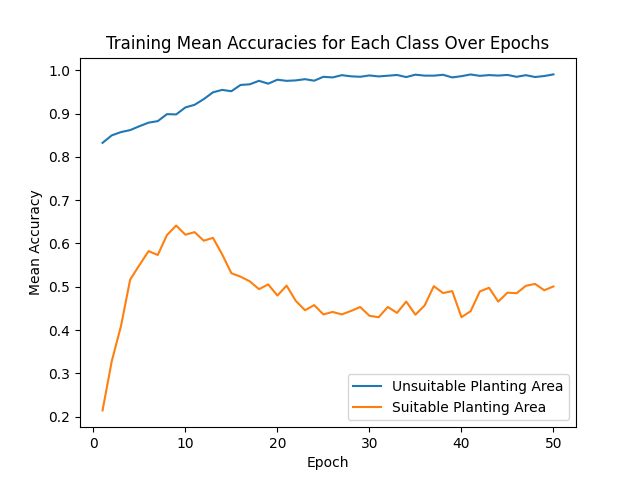 Training Mean Accuracies for Each Class Over Epochs
1.0
0.9
0.8
0.7
0.6
0.5
0.4
0.3
0.2
Mean Accuracy
Unsuitable Planting Area
Suitable Planting Area
0 10 20 30 40 50
Epoch